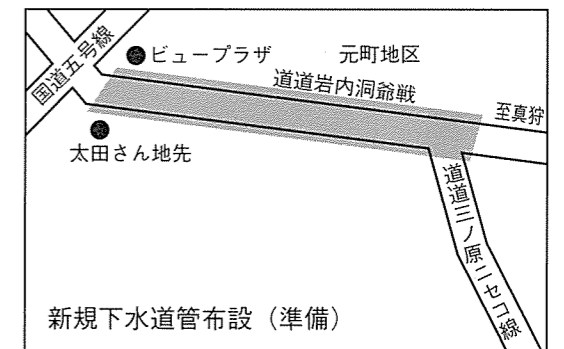 国道五号線
ビュープラザ
元町地区
道道岩内洞爺戦
至真狩
太田さん地先
道道三ノ原ニセコ線
新規下水道管布設（準備）